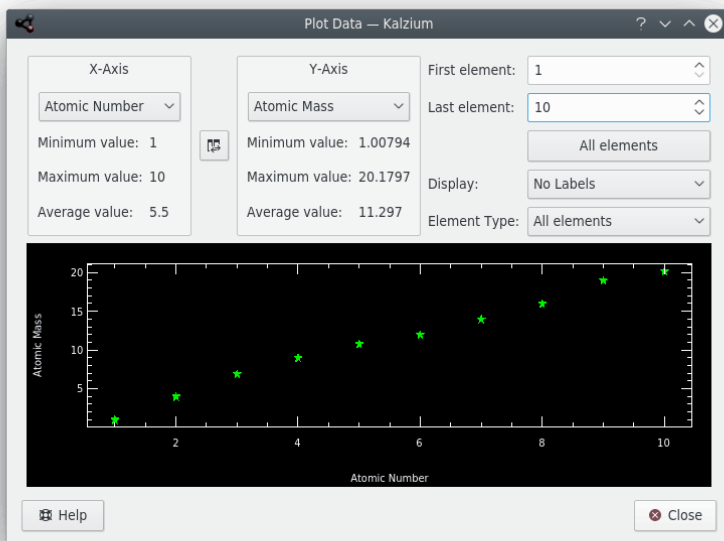 Plot Data — Kalzium
X-Axis
Atomic Number
Minimum value: 1
Maximum value: 10
Average value: 5.5
Y-Axis
Atomic Mass
Minimum value: 1.00794
Maximum value: 20.1797
Average value: 11.297
First element: 1
Last element: 10
All elements
Display: No Labels
Element Type: All elements
Atomic Mass
20
15
10
5
2 4 6 8 10
Atomic Number
Help
Close